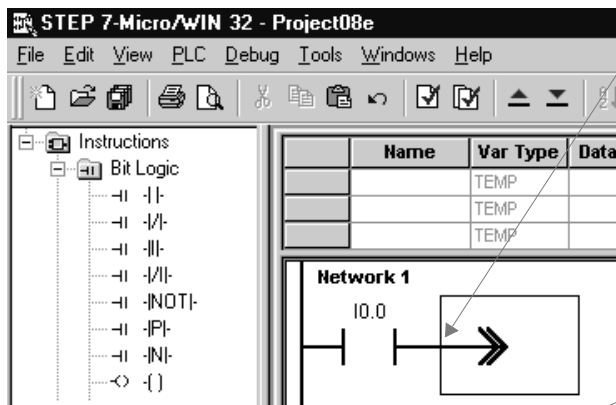 STEP 7-Micro/WIN 32 - Project08e
File Edit View PLC Debug Tools Windows Help
Instructions
Bit Logic
-| |-
-|/|-
-|I|-
-|/I|-
-|NOT|-
-|P|-
-|N|-
-( )
Name Var Type Data
TEMP
TEMP
TEMP
Network 1
I0.0